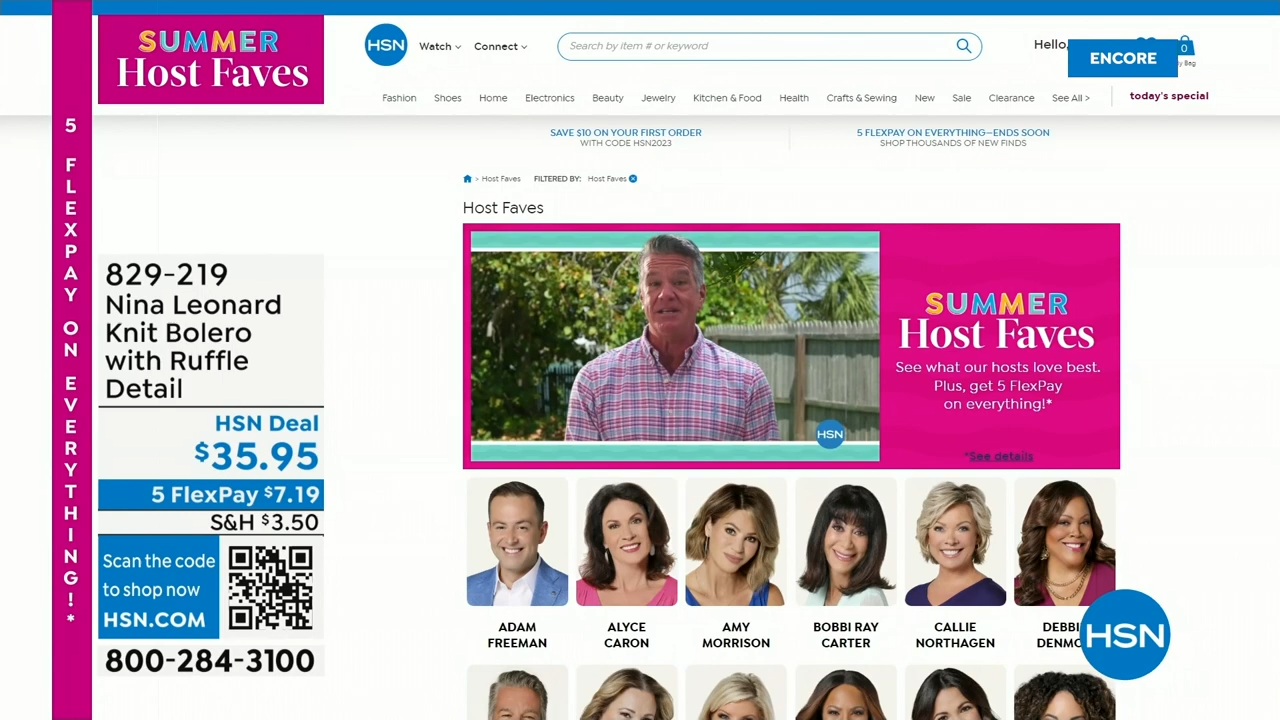 5 FLEXPAY ON EVERYTHING!*
SUMMER
Host Faves
829-219
Nina Leonard
Knit Bolero
with Ruffle
Detail
HSN Deal
$35.95
5 FlexPay $7.19
S&H $3.50
Scan the code
to shop now
HSN.COM
800-284-3100
HSN
Watch
Connect
Search by item # or keyword
Hello,
ENCORE
0
Bag
Fashion
Shoes
Home
Electronics
Beauty
Jewelry
Kitchen & Food
Health
Crafts & Sewing
New
Sale
Clearance
See All >
today's special
SAVE $10 ON YOUR FIRST ORDER
WITH CODE HSN2023
5 FLEXPAY ON EVERYTHING—ENDS SOON
SHOP THOUSANDS OF NEW FINDS
> Host Faves
FILTERED BY: Host Faves
Host Faves
HSN
SUMMER
Host Faves
See what our hosts love best.
Plus, get 5 FlexPay
on everything!*
*See details
ADAM
FREEMAN
ALYCE
CARON
AMY
MORRISON
BOBBI RAY
CARTER
CALLIE
NORTHAGEN
HSN